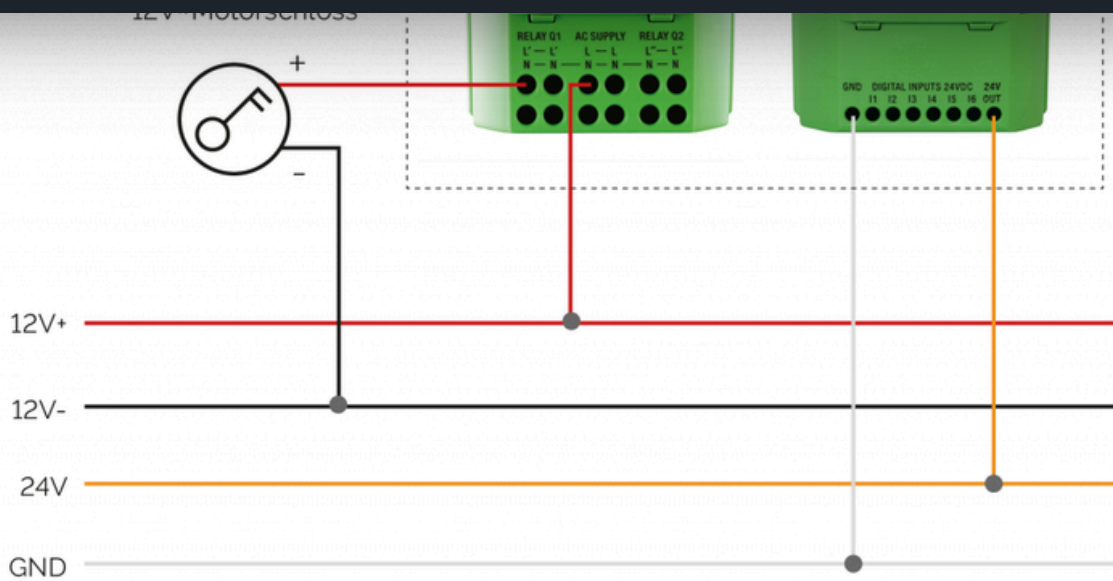 12V-Motorschloss
+
−
RELAY Q1 AC SUPPLY RELAY Q2
L' — L' L — L L" — L"
N — N — N — N — N — N
GND DIGITAL INPUTS 24VDC 24V
I1 I2 I3 I4 I5 I6 OUT
12V+
12V-
24V
GND